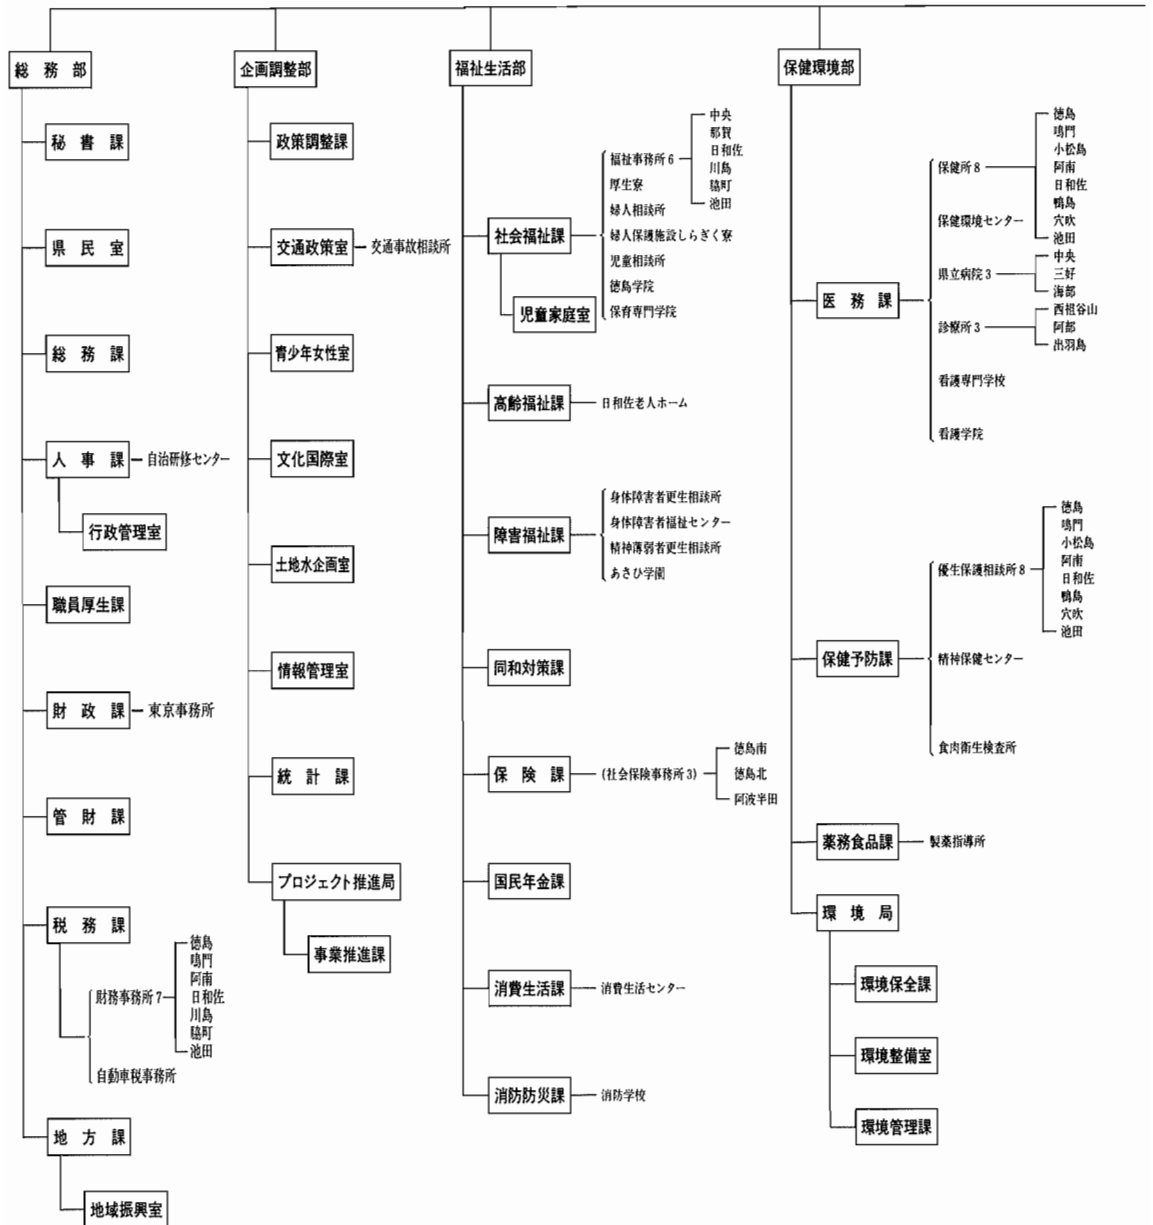 総務部
秘書課
県民室
総務課
人事課
自治研修センター
行政管理室
職員厚生課
財政課
東京事務所
管財課
税務課
財務事務所7
徳島
鳴門
阿南
日和佐
川島
脇町
池田
自動車税事務所
地方課
地域振興室
企画調整部
政策調整課
交通政策室
交通事故相談所
青少年女性室
文化国際室
土地水企画室
情報管理室
統計課
プロジェクト推進局
事業推進課
福祉生活部
社会福祉課
福祉事務所6
中央
那賀
日和佐
川島
脇町
池田
厚生寮
婦人相談所
婦人保護施設しらぎく寮
児童相談所
徳島学院
保育専門学院
児童家庭室
高齢福祉課
日和佐老人ホーム
障害福祉課
身体障害者更生相談所
身体障害者福祉センター
精神薄弱者更生相談所
あさひ学園
同和対策課
保険課
(社会保険事務所3)
徳島南
徳島北
阿波半田
国民年金課
消費生活課
消費生活センター
消防防災課
消防学校
保健環境部
医務課
保健所8
徳島
鳴門
小松島
阿南
日和佐
鴨島
穴吹
池田
保健環境センター
県立病院3
中央
三好
海部
診療所3
西祖谷山
阿部
出羽島
看護専門学校
看護学院
保健予防課
優生保護相談所8
徳島
鳴門
小松島
阿南
日和佐
鴨島
穴吹
池田
精神保健センター
食肉衛生検査所
薬務食品課
製薬指導所
環境局
環境保全課
環境整備室
環境管理課